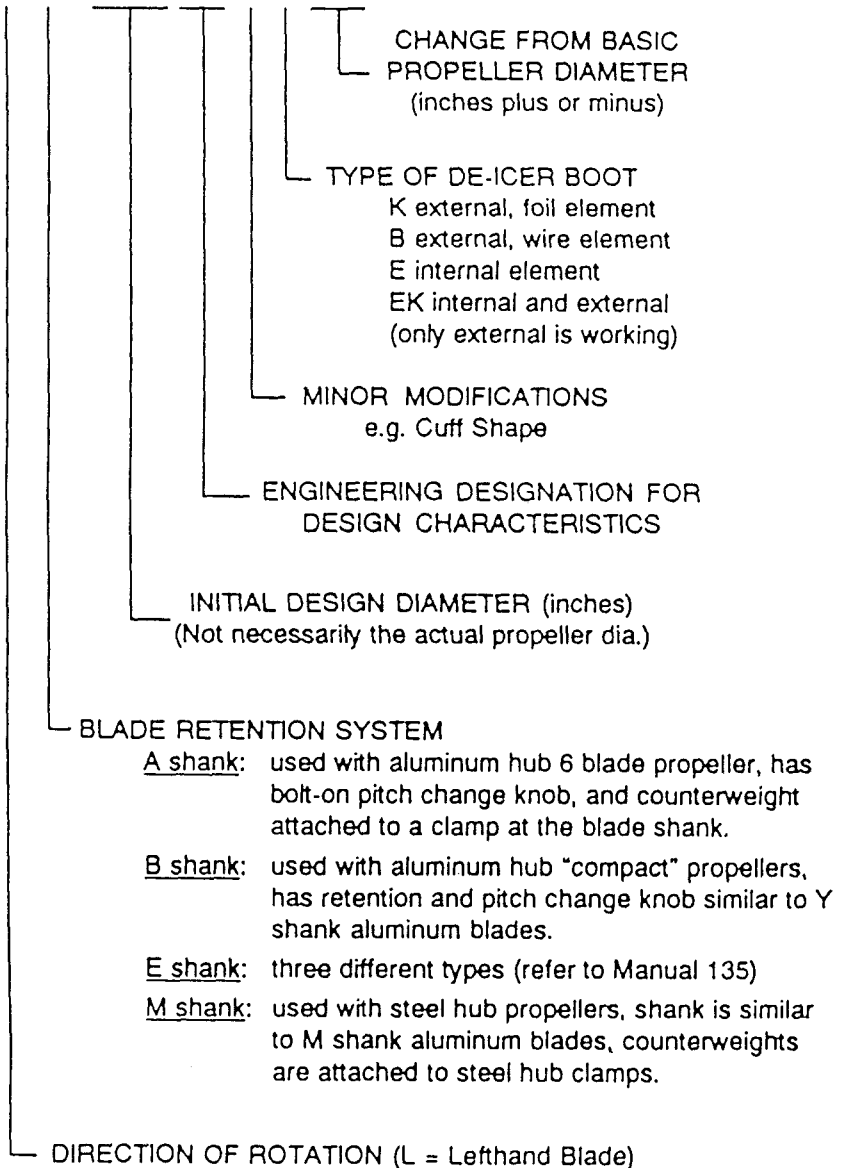 CHANGE FROM BASIC
PROPELLER DIAMETER
(inches plus or minus)
TYPE OF DE-ICER BOOT
K external, foil element
B external, wire element
E internal element
EK internal and external
(only external is working)
MINOR MODIFICATIONS
e.g. Cuff Shape
ENGINEERING DESIGNATION FOR
DESIGN CHARACTERISTICS
INITIAL DESIGN DIAMETER (inches)
(Not necessarily the actual propeller dia.)
BLADE RETENTION SYSTEM
A shank: used with aluminum hub 6 blade propeller, has
bolt-on pitch change knob, and counterweight
attached to a clamp at the blade shank.
B shank: used with aluminum hub "compact" propellers,
has retention and pitch change knob similar to Y
shank aluminum blades.
E shank: three different types (refer to Manual 135)
M shank: used with steel hub propellers, shank is similar
to M shank aluminum blades, counterweights
are attached to steel hub clamps.
DIRECTION OF ROTATION (L = Lefthand Blade)